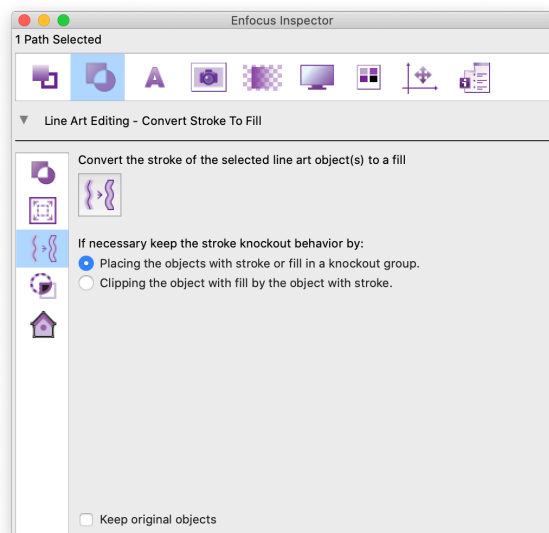 Enfocus Inspector
1 Path Selected
A
Line Art Editing - Convert Stroke To Fill
Convert the stroke of the selected line art object(s) to a fill
If necessary keep the stroke knockout behavior by:
Placing the objects with stroke or fill in a knockout group.
Clipping the object with fill by the object with stroke.
Keep original objects